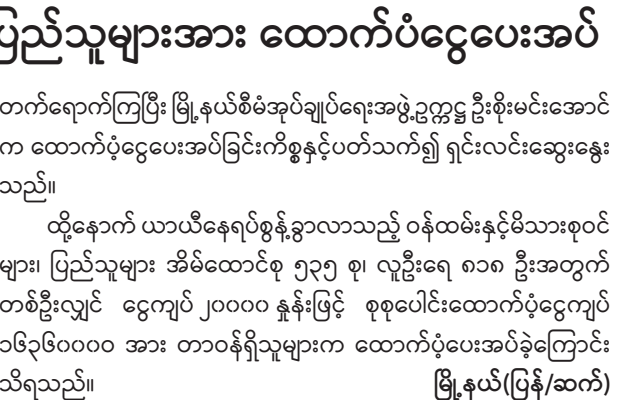 ပြည်သူများအား ထောက်ပံ့ငွေပေးအပ်
တက်ရောက်ကြပြီး မြို့နယ်စီမံအုပ်ချုပ်ရေးအဖွဲ့ဥက္ကဋ္ဌ ဦးစိုးမင်းအောင်
က ထောက်ပံ့ငွေပေးအပ်ခြင်းကိစ္စနှင့်ပတ်သက်၍ ရှင်းလင်းဆွေးနွေး
သည်။
ထို့နောက် ယာယီနေရပ်စွန့်ခွာလာသည့် ဝန်ထမ်းနှင့်မိသားစုဝင်
များ၊ ပြည်သူများ အိမ်ထောင်စု ၅၃၅ စု၊ လူဦးရေ ၈၁၈ ဦးအတွက်
တစ်ဦးလျှင် ငွေကျပ်၂၀၀၀၀နှုန်းဖြင့် စုစုပေါင်းထောက်ပံ့ငွေကျပ်
၁၆၃၆၀၀၀ဝ အား တာဝန်ရှိသူများက ထောက်ပံ့ပေးအပ်ခဲ့ကြောင်း
သိရသည်။ မြို့နယ်(ပြန်/ဆက်)